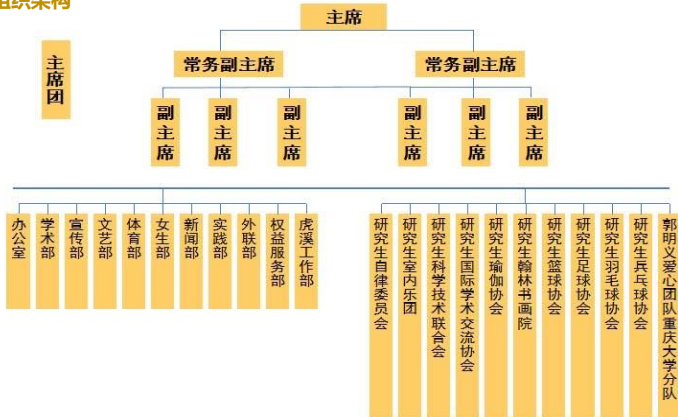 组织架构
主席
主席团
常务副主席
常务副主席
副主席
副主席
副主席
副主席
副主席
副主席
办公室
学术部
宣传部
文艺部
体育部
女生部
新闻部
实践部
外联部
权益服务部
虎溪工作部
研究生自律委员会
研究生室内乐团
研究生科学技术联合会
研究生国际学术交流协会
研究生瑜伽协会
研究生翰林书画院
研究生篮球协会
研究生足球协会
研究生羽毛球协会
研究生兵乓球协会
郭明义爱心团队重庆大学分队